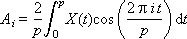 A_i = \frac{2}{p} \int_0^p X(t) \cos\left(\frac{2 \pi i t}{p}\right) dt